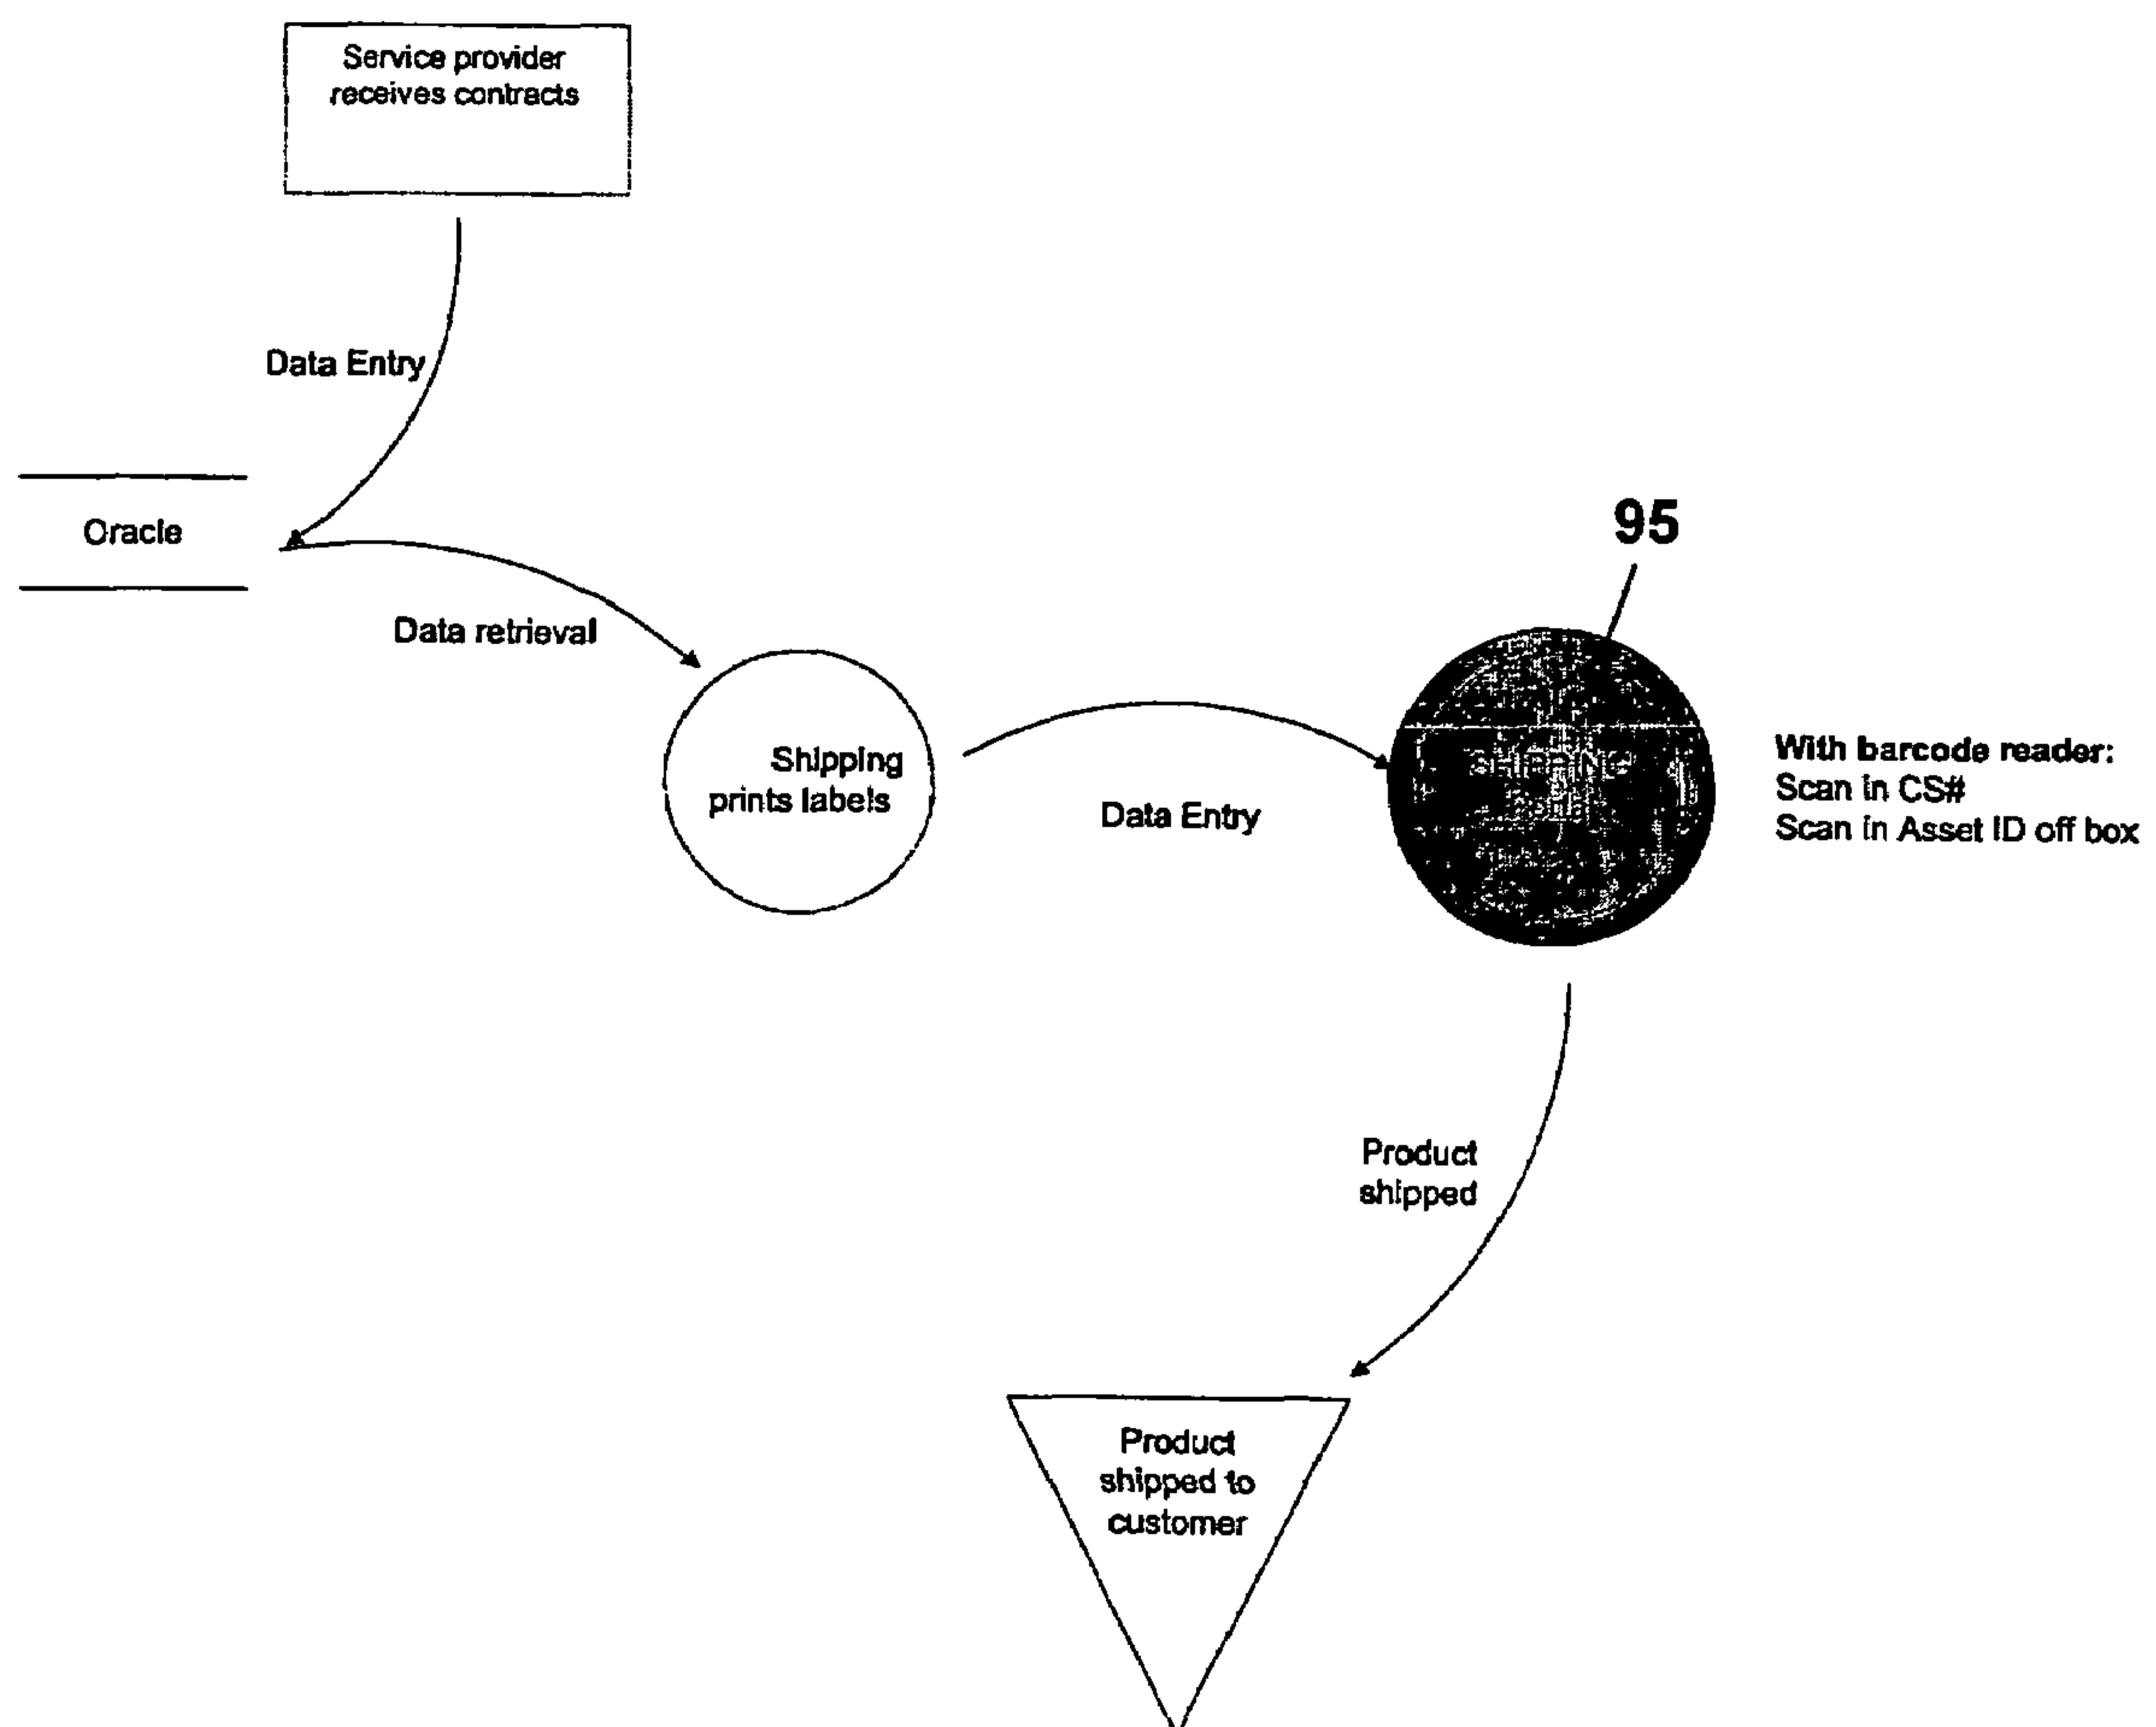 Service provider
receives contracts
Data Entry
Oracle
Data retrieval
95
Shipping
prints labels
Data Entry
SHIPPING
With barcode reader:
Scan in CS#
Scan in Asset ID off box
Product
shipped
Product
shipped to
customer